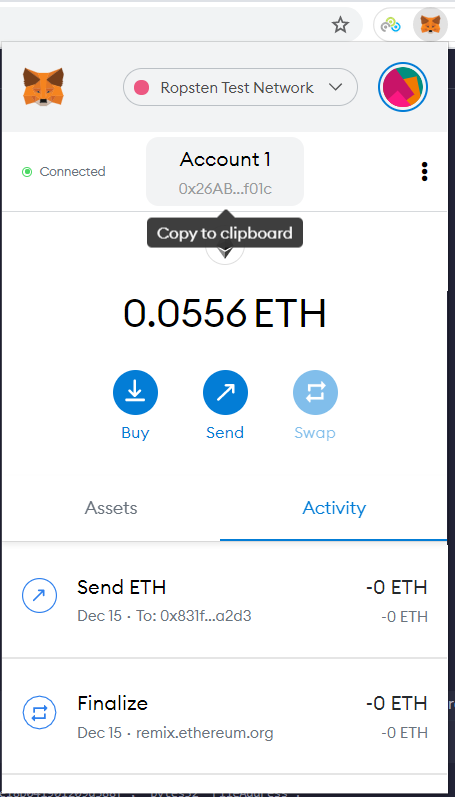 Ropsten Test Network
Connected
Account 1
0x26AB...f01c
Copy to clipboard
0.0556 ETH
Buy
Send
Swap
Assets
Activity
Send ETH
-0 ETH
Dec 15 · To: 0x831f...a2d3
-0 ETH
Finalize
-0 ETH
Dec 15 · remix.ethereum.org
-0 ETH